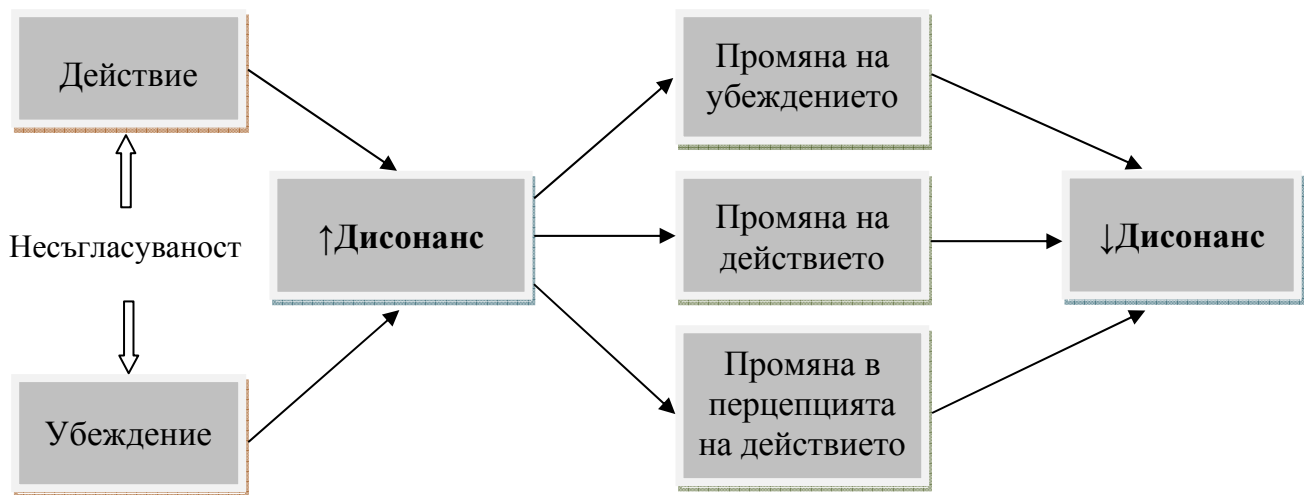 Действие
Несъгласуваност
Убеждение
↑Дисонанс
Промяна на
убеждението
Промяна на
действието
Промяна в
перцепцията
на действието
↓Дисонанс